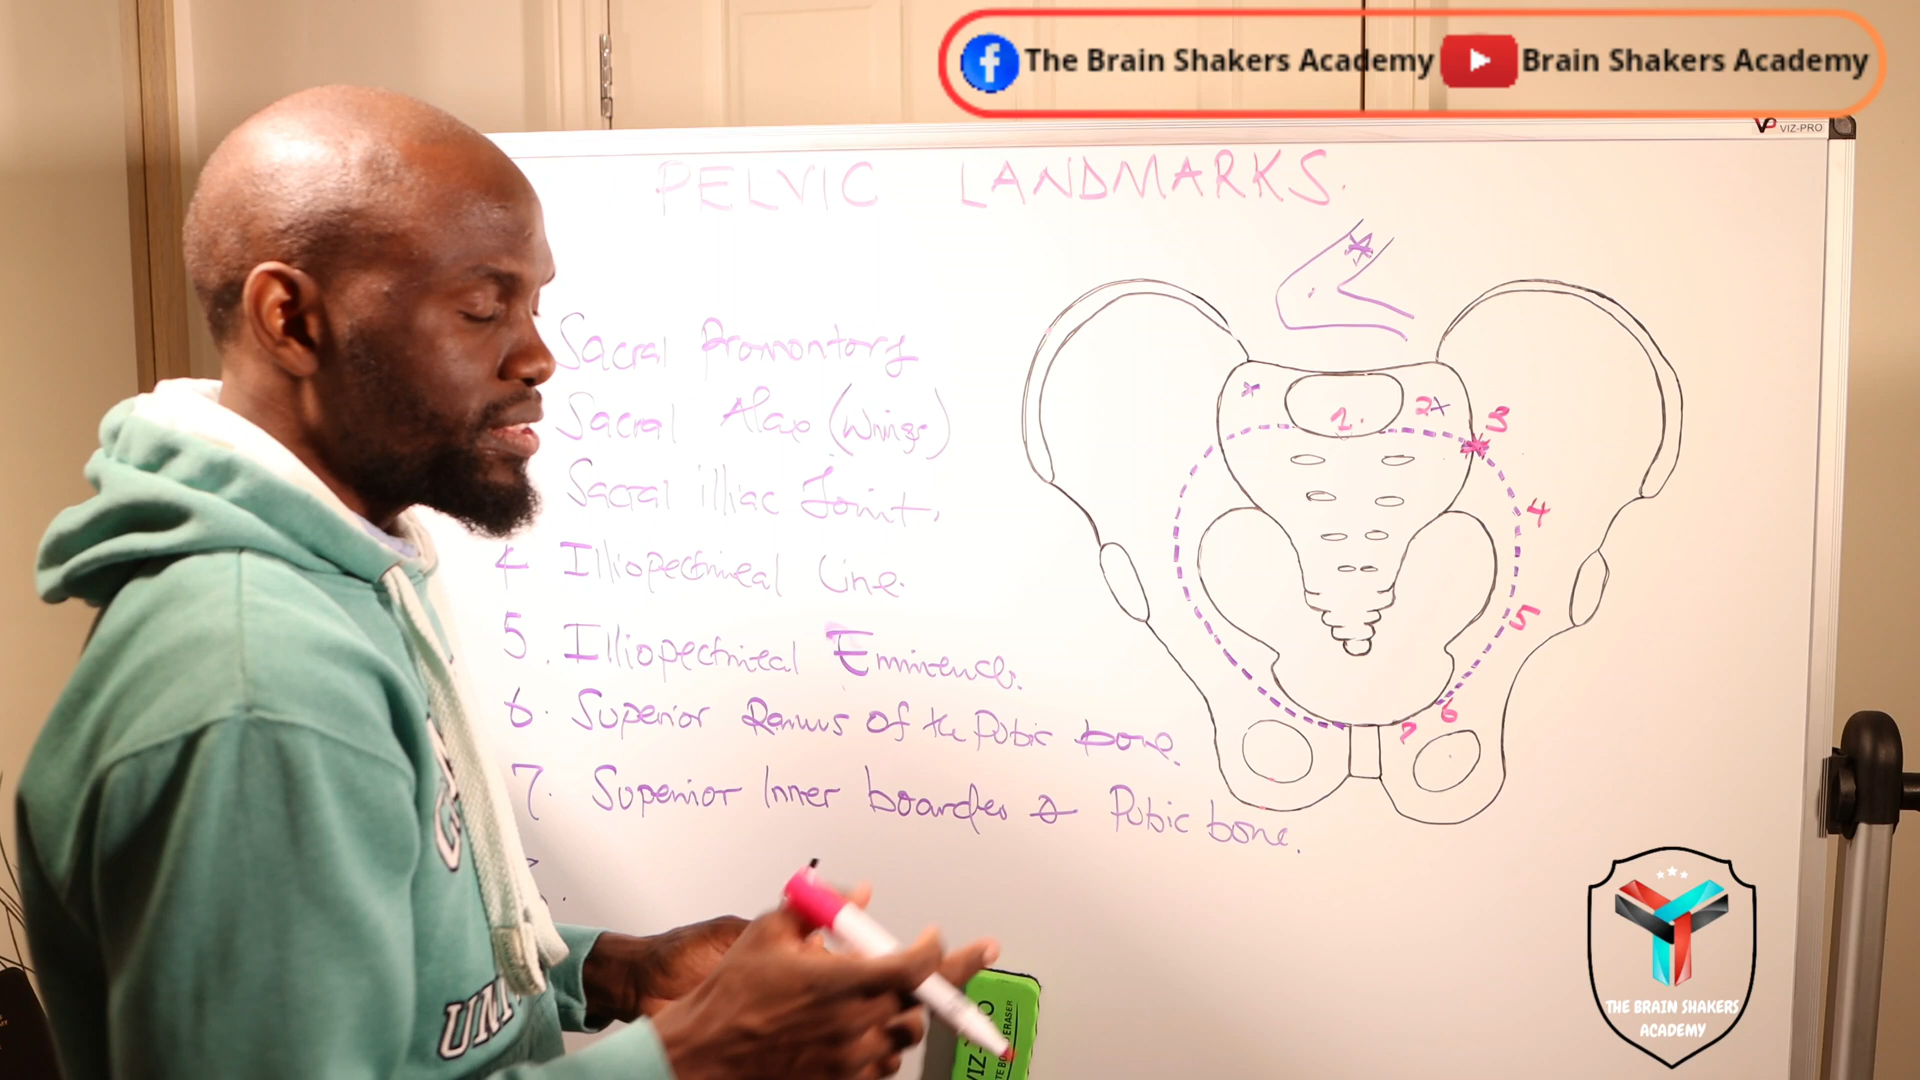 The Brain Shakers Academy Brain Shakers Academy
VIZ-PRO
PELVIC LANDMARKS.
Sacral Promontory
Sacral Alae (Wings)
Sacral illiac Joint,
4 Illiopectineal Line.
5. Illiopectineal Eminence.
6. Superior Ramus of the Pubic bone.
7. Superior Inner boarder of Pubic bone.
1.
2x
3
4
5
6
7
THE BRAIN SHAKERS
ACADEMY